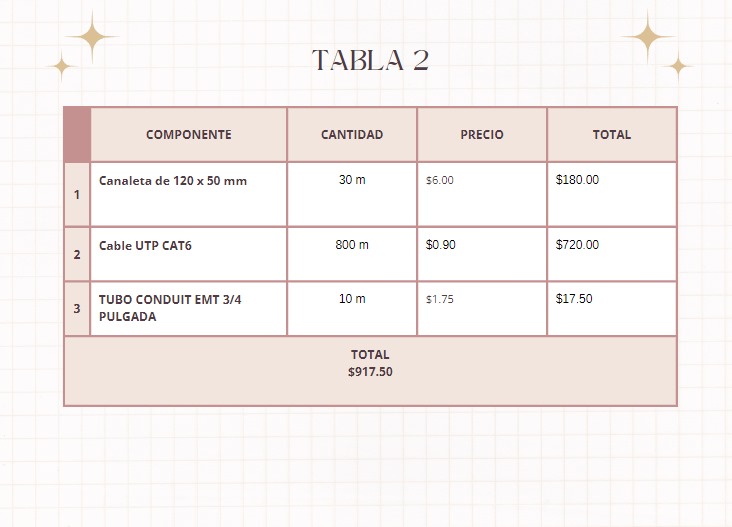 TABLA 2
COMPONENTE CANTIDAD PRECIO TOTAL
1 Canaleta de 120 x 50 mm 30 m $6.00 $180.00
2 Cable UTP CAT6 800 m $0.90 $720.00
3 TUBO CONDUIT EMT 3/4 10 m $1.75 $17.50
PULGADA
TOTAL
$917.50